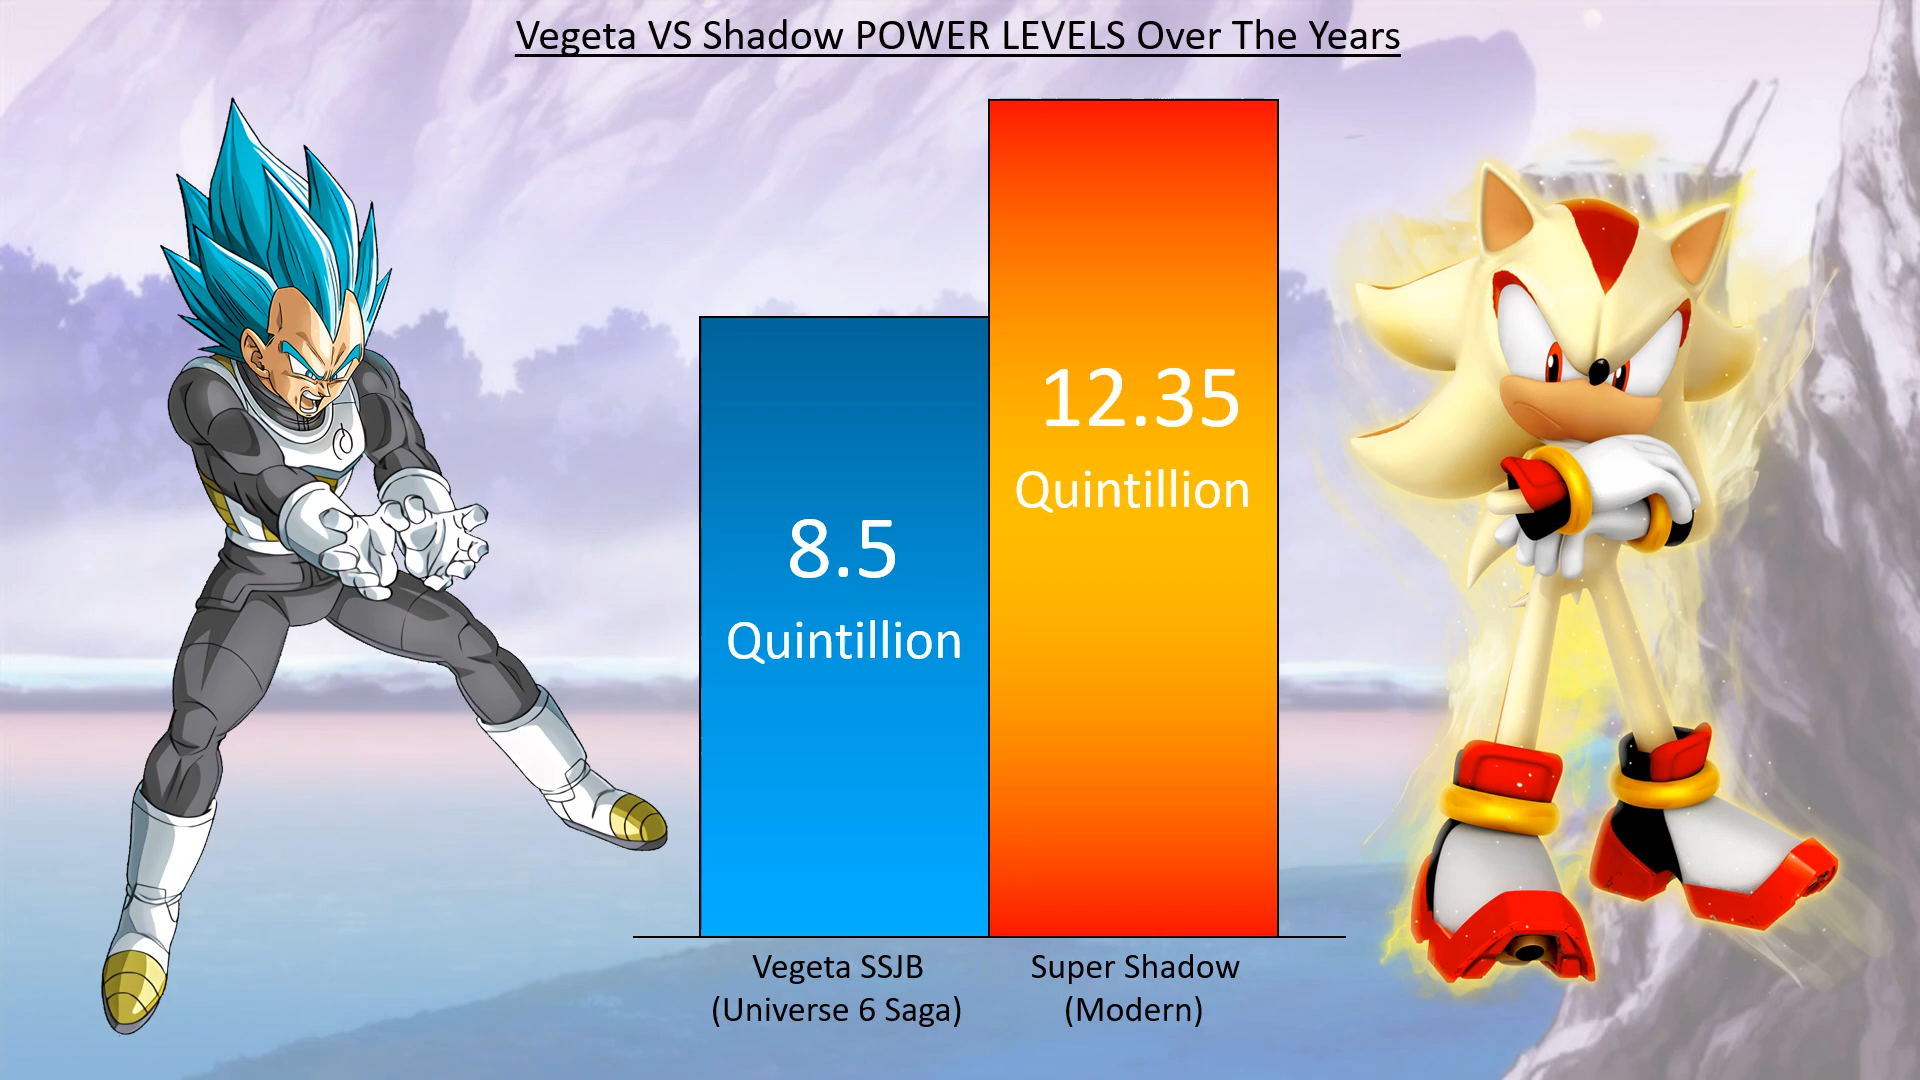 Vegeta VS Shadow POWER LEVELS Over The Years
8.5
Quintillion
12.35
Quintillion
Vegeta SSJB
(Universe 6 Saga)
Super Shadow
(Modern)